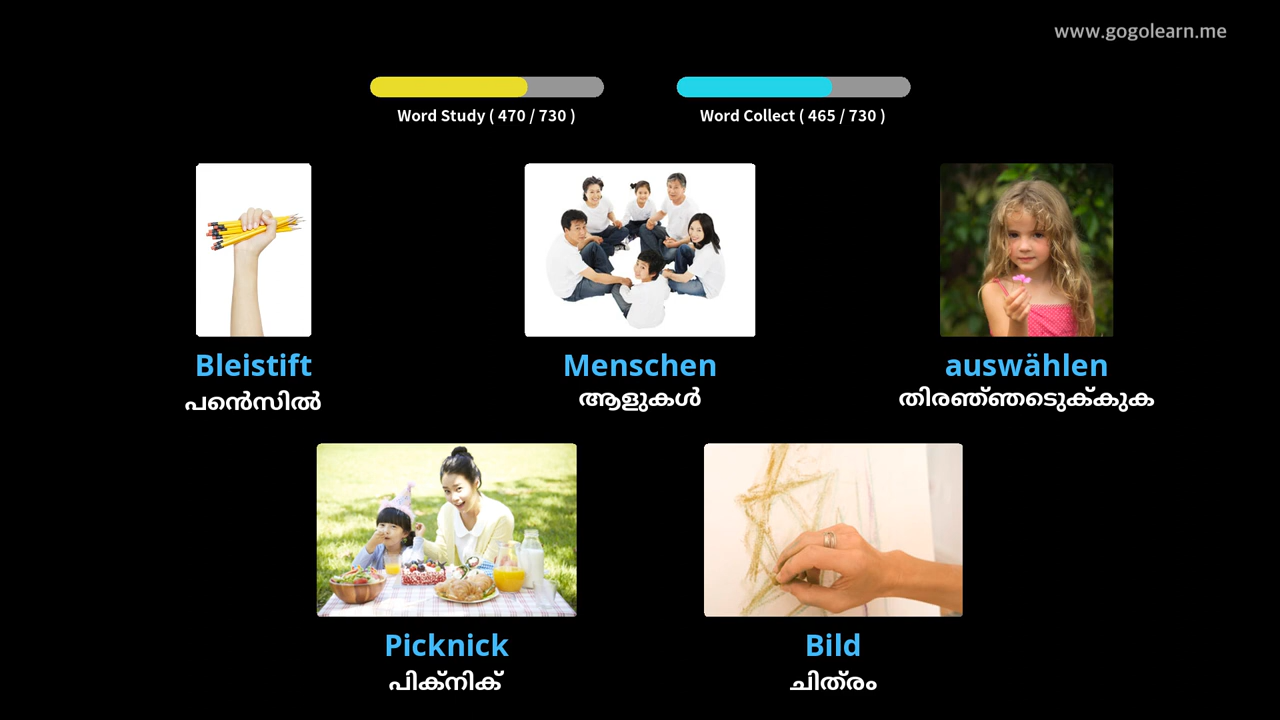 www.gogolearn.me
Word Study ( 470 / 730 )
Word Collect ( 465 / 730 )
Bleistift
പെൻസിൽ
Menschen
ആളുകൾ
auswählen
തിരഞ്ഞെടുക്കുക
Picknick
പിക്നിക്
Bild
ചിത്രം